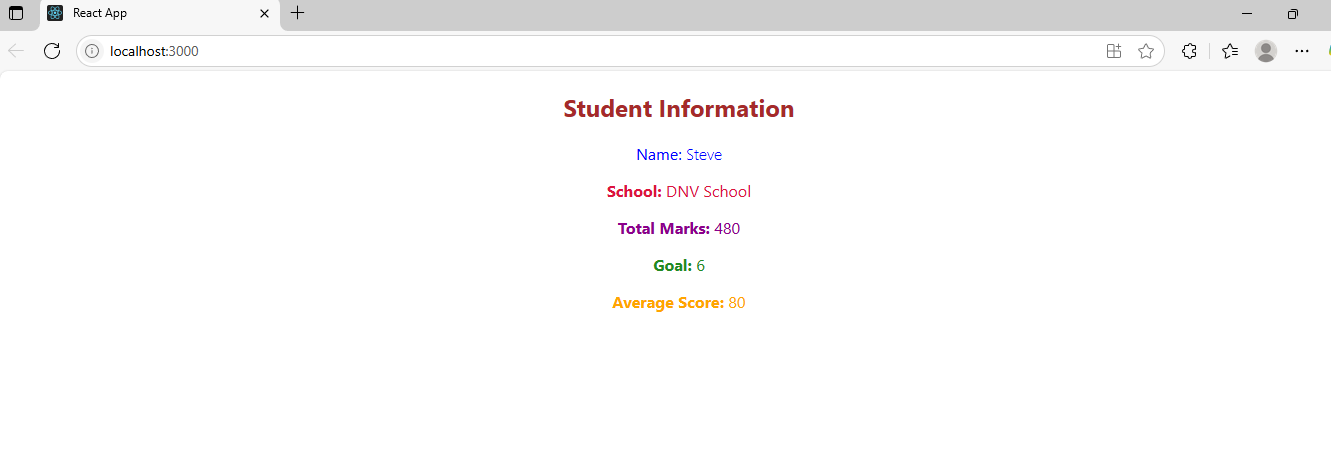 React App
localhost:3000
Student Information
Name: Steve
School: DNV School
Total Marks: 480
Goal: 6
Average Score: 80